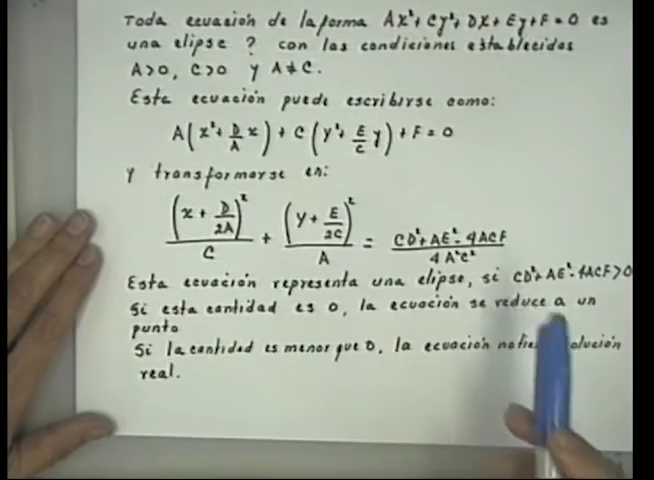 Toda ecuación de la forma Ax²+Cy²+Dx+Ey+F=0 es
una elipse ? con las condiciones establecidas
A>0, C>0 y A≠C.
Esta ecuación puede escribirse como:
A(x²+ D/A x)+C(y²+ E/C y)+F=0
y transformarse en:
(x + D/2A)²/C + (y + E/2C)²/A = CD²+AE²-4ACF/4A²C²
Esta ecuación representa una elipse, si CD²+AE²-4ACF>0
Si esta cantidad es 0, la ecuación se reduce a un
punto
Si la cantidad es menor que 0, la ecuación no solución
real.